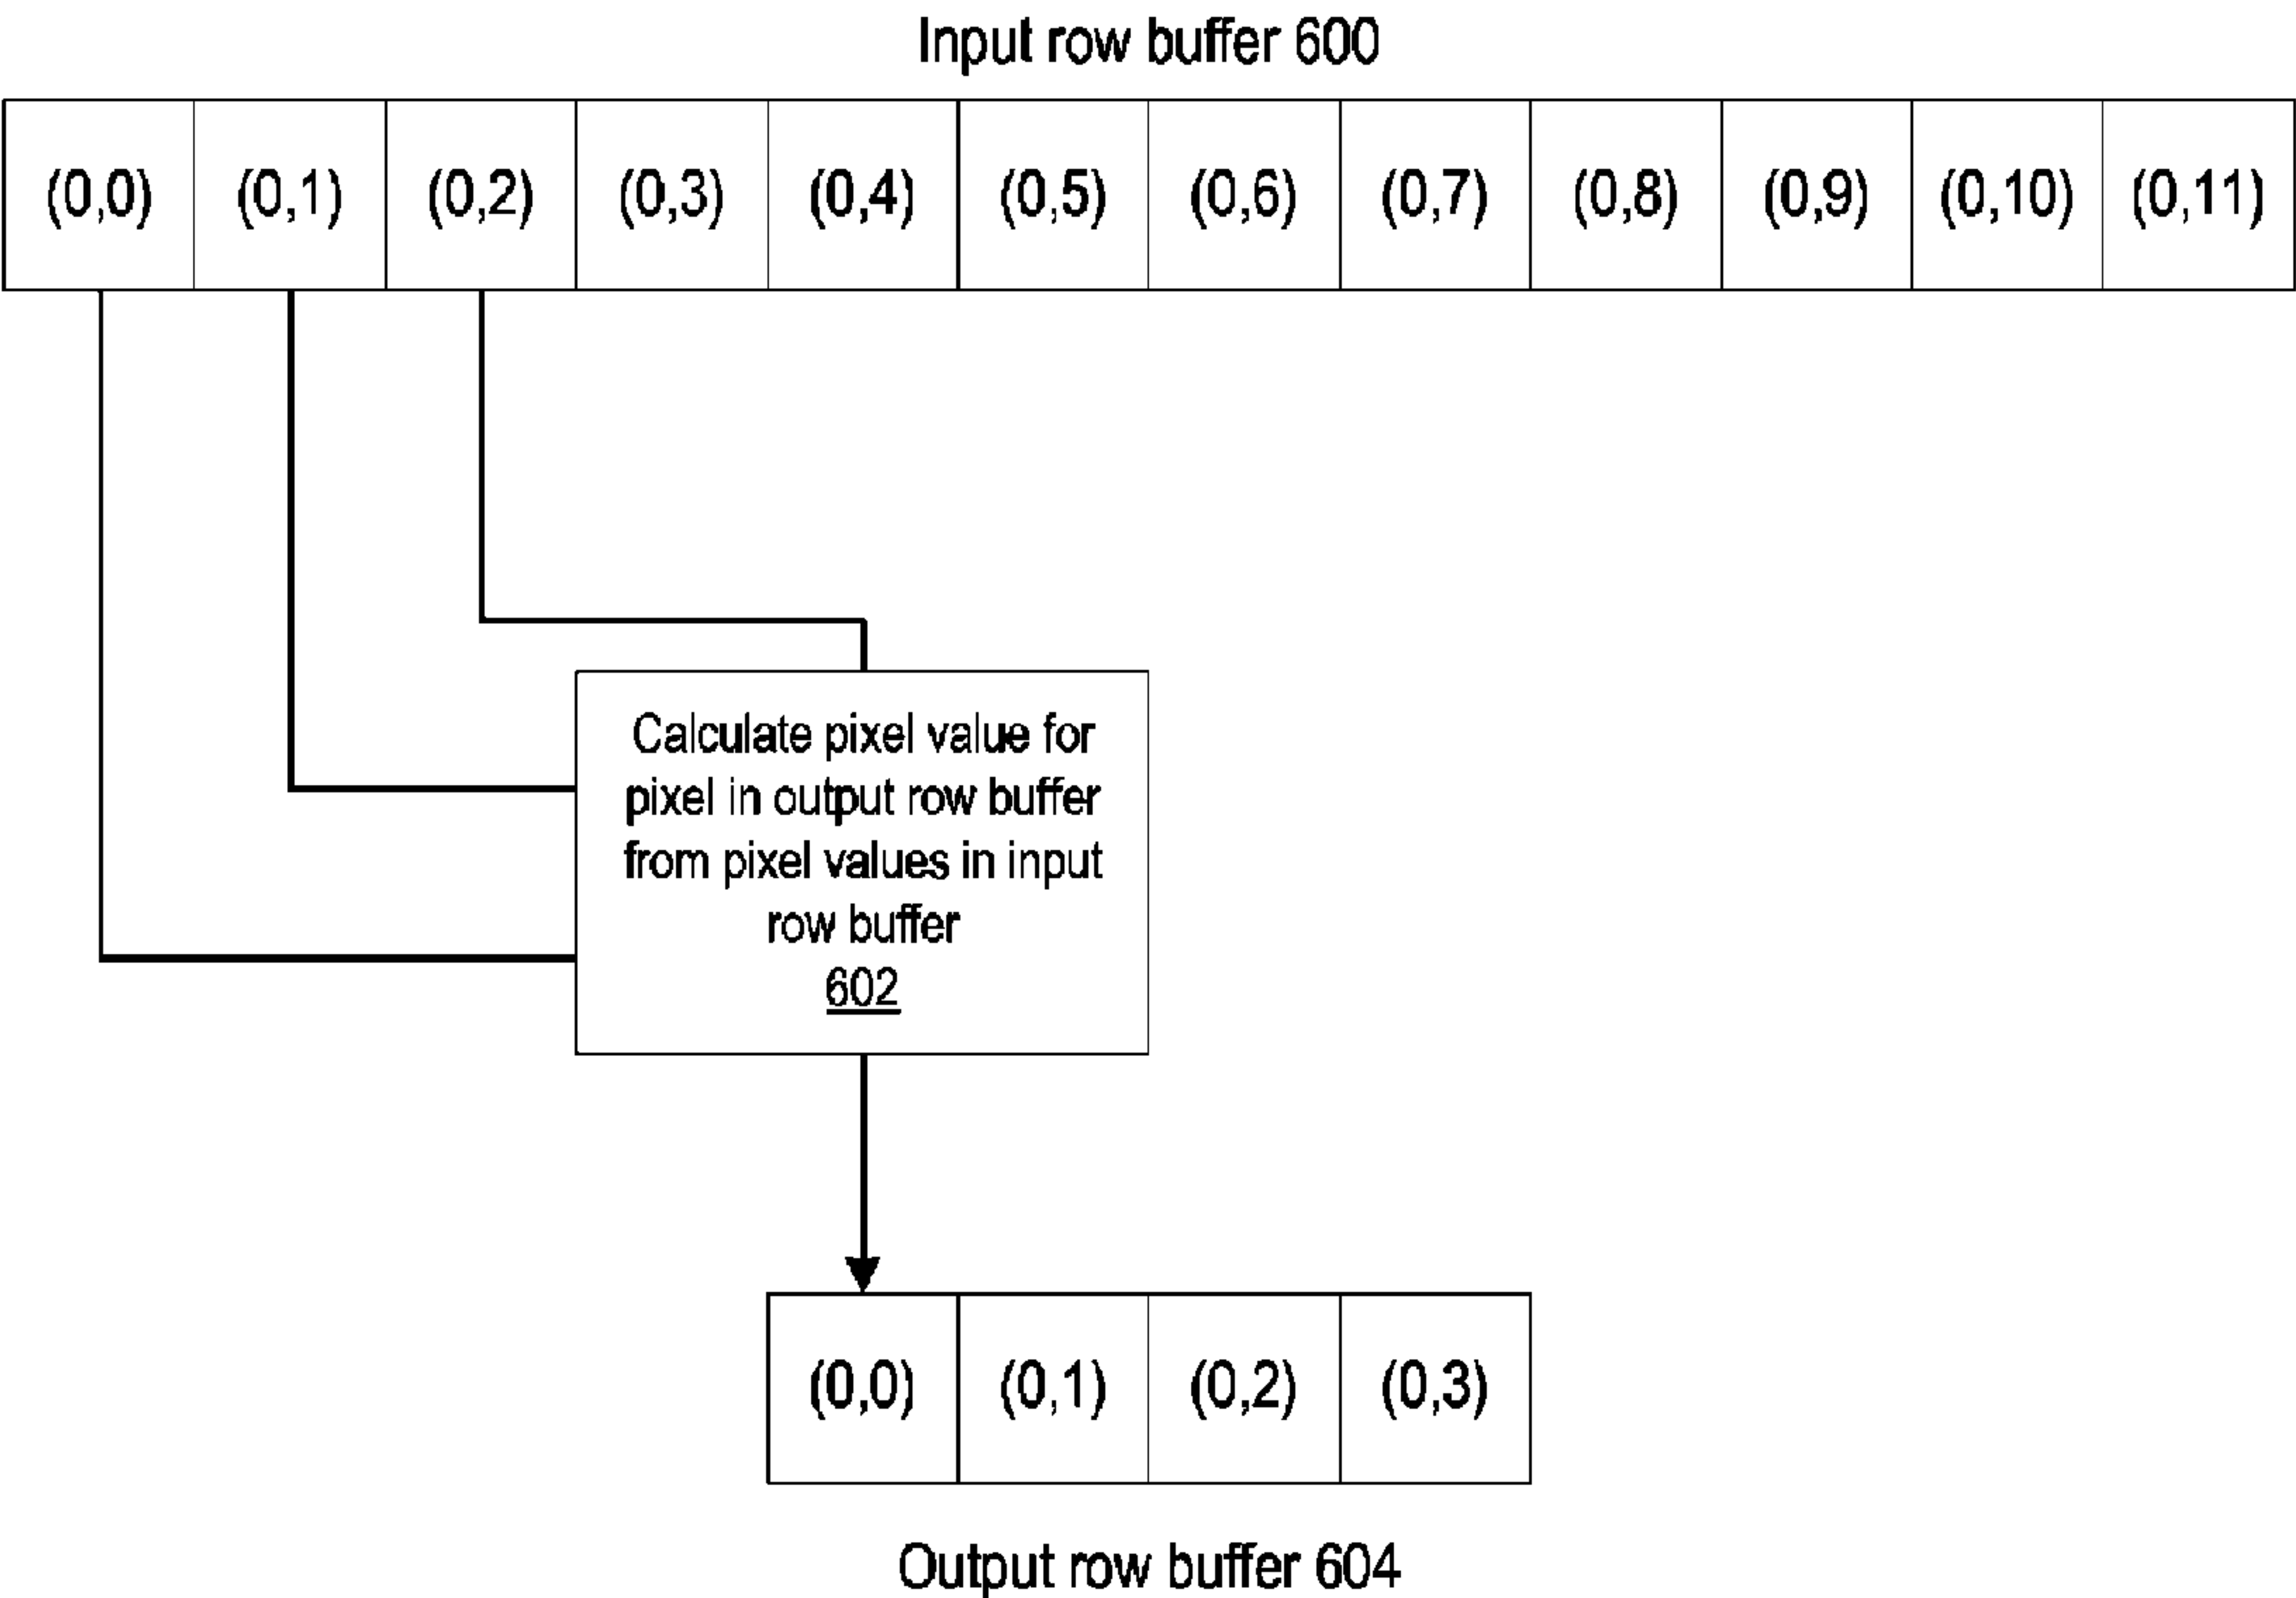 Input row buffer 600
(0,0) (0,1) (0,2) (0,3) (0,4) (0,5) (0,6) (0,7) (0,8) (0,9) (0,10) (0,11)
Calculate pixel value for
pixel in output row buffer
from pixel values in input
row buffer
602
(0,0) (0,1) (0,2) (0,3)
Output row buffer 604